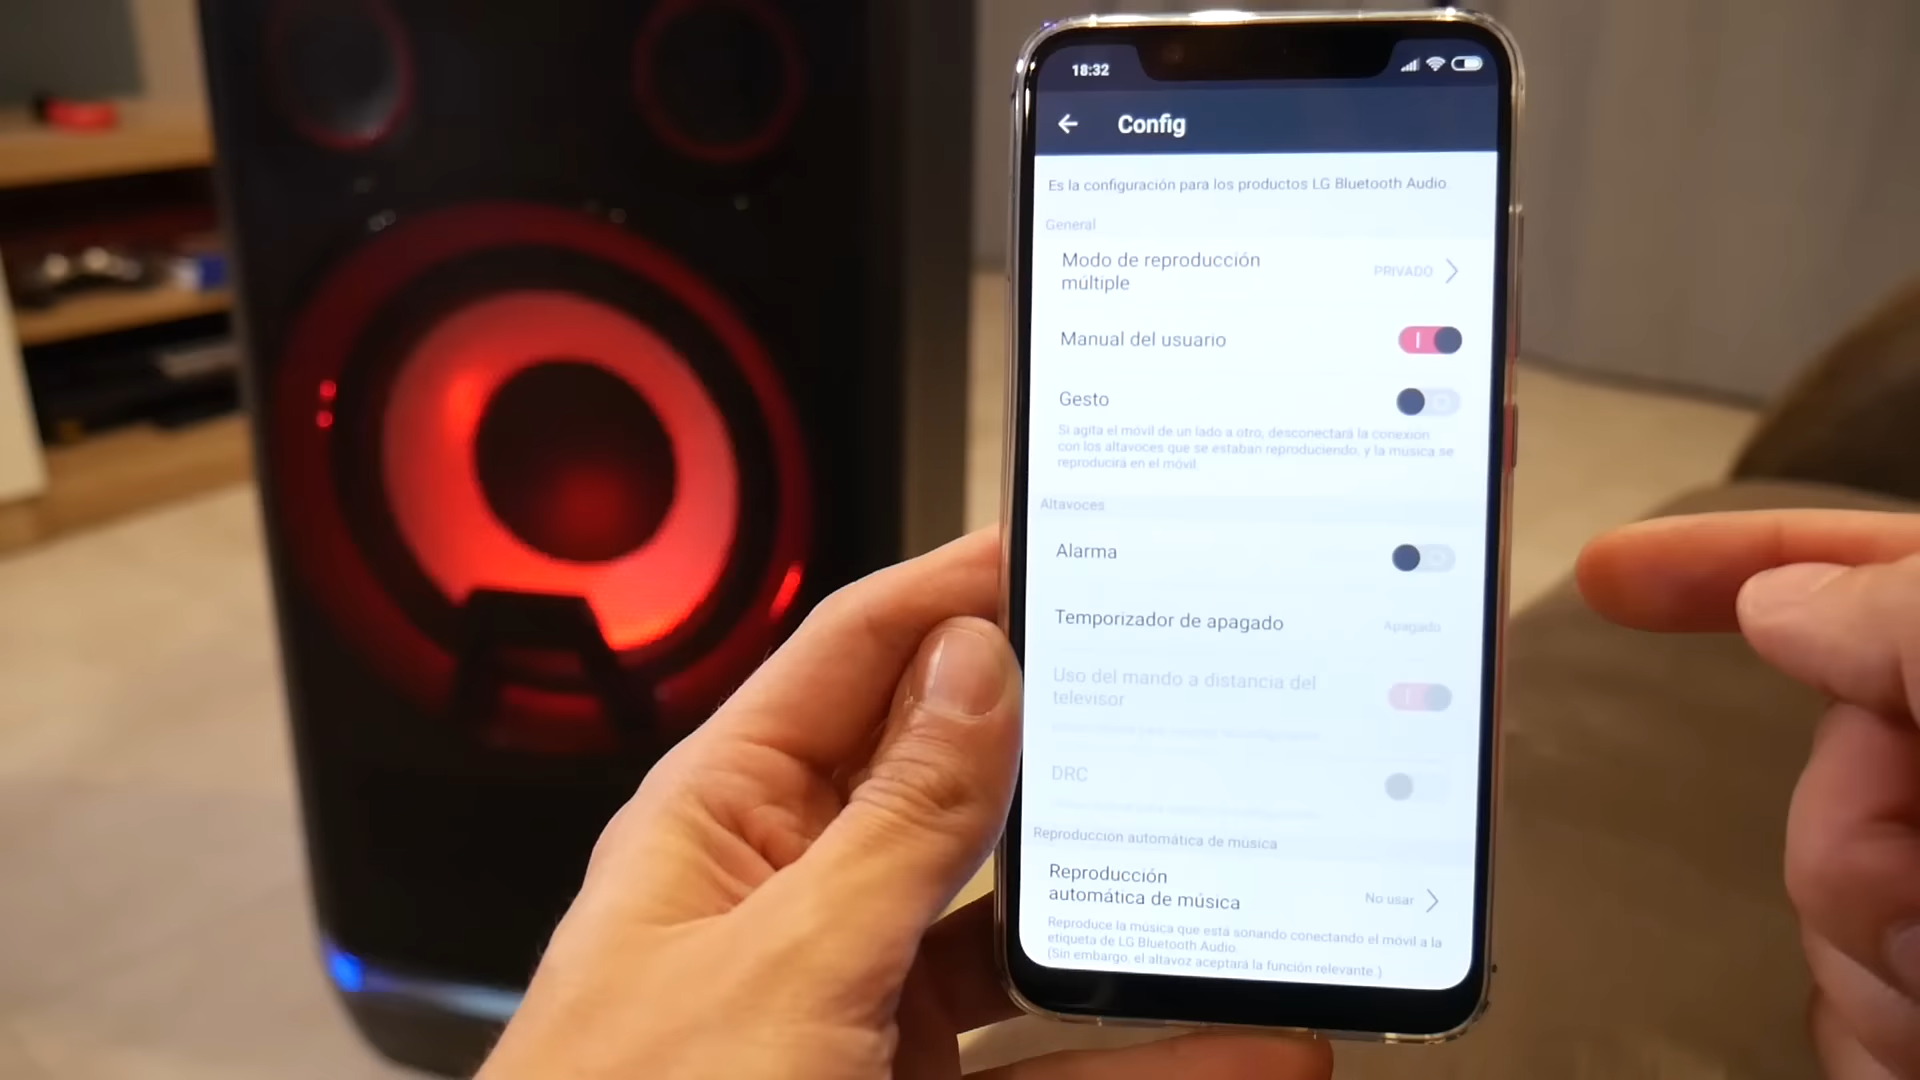 18:32
Config
Es la configuración para los productos LG Bluetooth Audio.
General
Modo de reproducción
múltiple
PRIVADO
Manual del usuario
Gesto
Si agita el móvil de un lado a otro, desconectará la conexión
con los altavoces que se estaban reproduciendo, y la música se
reproducirá en el móvil.
Altavoces
Alarma
Temporizador de apagado
Apagado
Uso del mando a distancia del
televisor
DRC
Reproducción automática de música
Reproducción
automática de música
No usar
Reproduce la música que está sonando conectando el móvil a la
etiqueta de LG Bluetooth Audio.
(Sin embargo, el altavoz aceptará la función relevante.)